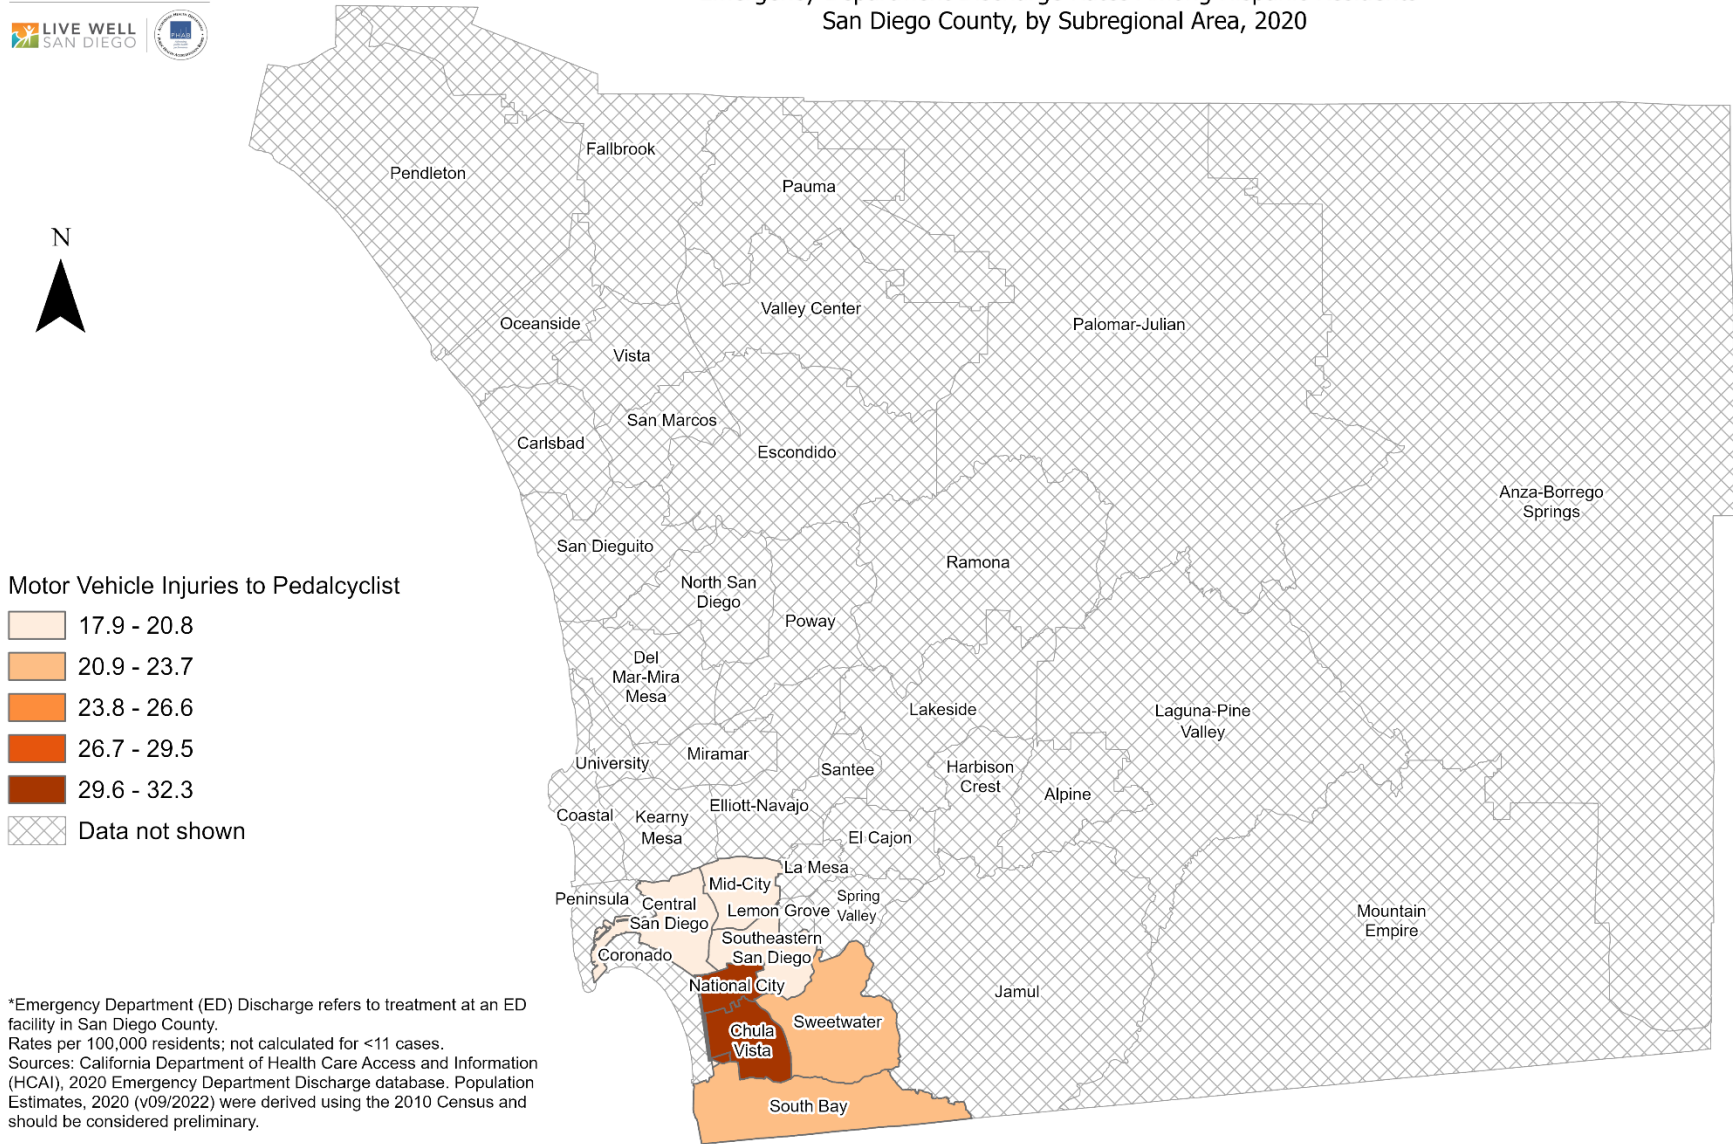 LIVE WELL
SAN DIEGO
PHAB
San Diego County, by Subregional Area, 2020
N
Fallbrook
Pendleton
Pauma
Valley Center
Oceanside
Palomar-Julian
Vista
San Marcos
Carlsbad
Escondido
Anza-Borrego
Springs
San Dieguito
Ramona
North San
Diego
Poway
Del
Mar-Mira
Mesa
Lakeside
Laguna-Pine
Valley
Miramar
University
Santee
Harbison
Crest
Alpine
Elliott-Navajo
Coastal
Kearny
Mesa
El Cajon
La Mesa
Mid-City
Peninsula
Central
San Diego
Lemon Grove
Spring
Valley
Mountain
Empire
Southeastern
San Diego
Coronado
National City
Jamul
Sweetwater
Chula
Vista
South Bay
Motor Vehicle Injuries to Pedalcyclist
17.9 - 20.8
20.9 - 23.7
23.8 - 26.6
26.7 - 29.5
29.6 - 32.3
Data not shown
*Emergency Department (ED) Discharge refers to treatment at an ED
facility in San Diego County.
Rates per 100,000 residents; not calculated for <11 cases.
Sources: California Department of Health Care Access and Information
(HCAI), 2020 Emergency Department Discharge database. Population
Estimates, 2020 (v09/2022) were derived using the 2010 Census and
should be considered preliminary.